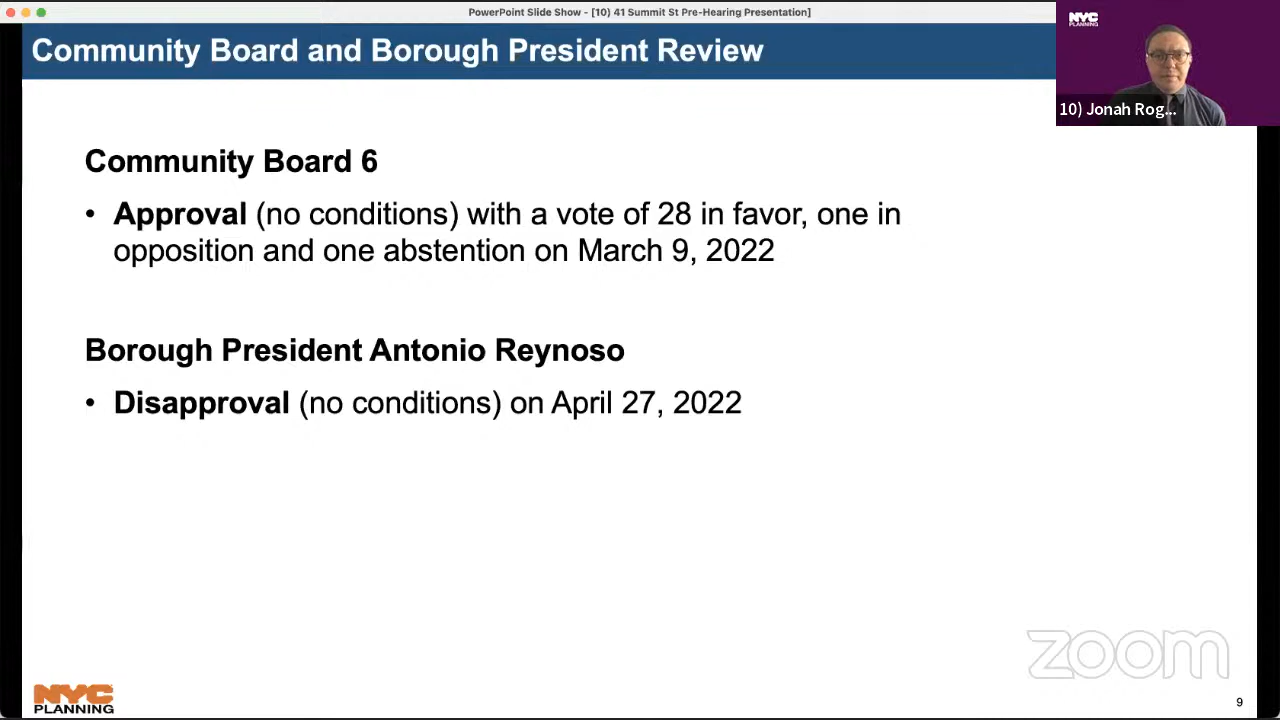 PowerPoint Slide Show - [10) 41 Summit St Pre-Hearing Presentation]
Community Board and Borough President Review
NYC
PLANNING
10) Jonah Rog...
Community Board 6
• Approval (no conditions) with a vote of 28 in favor, one in
opposition and one abstention on March 9, 2022
Borough President Antonio Reynoso
• Disapproval (no conditions) on April 27, 2022
zoom
NYC
PLANNING
9